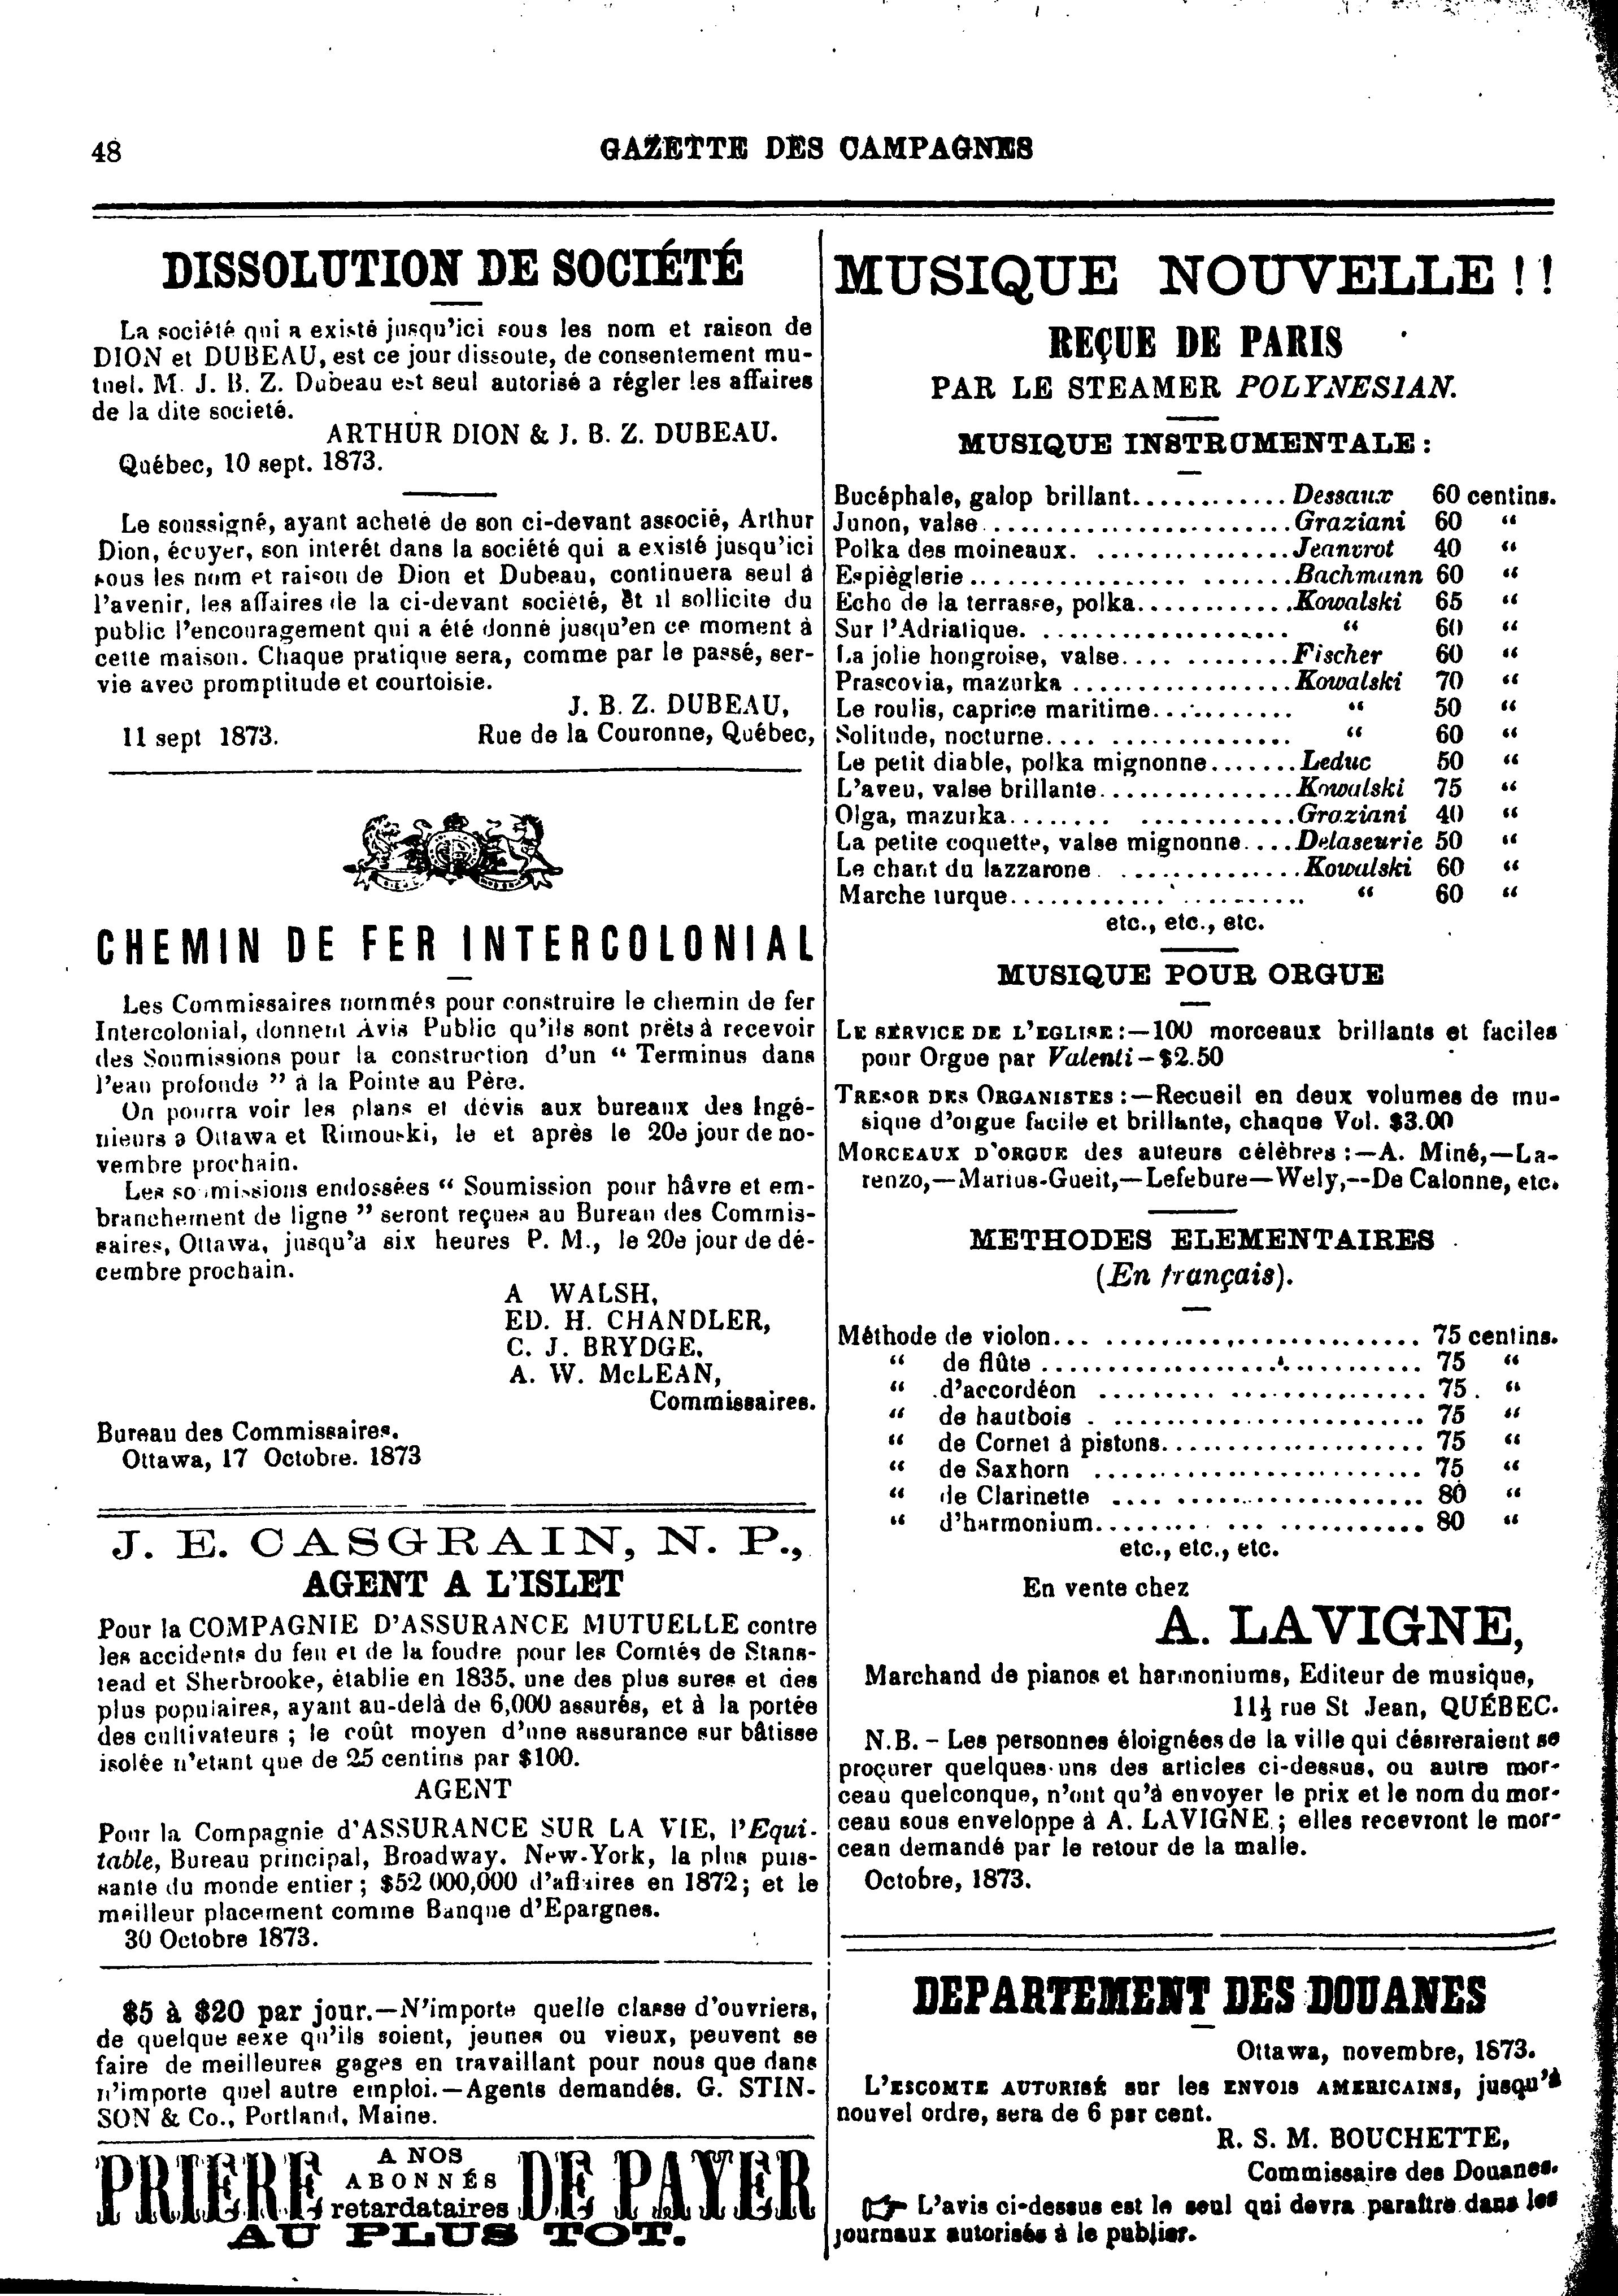 48
GAZETTE DES CAMPAGNES
DISSOLUTION DE SOCIÉTÉ
La société qui a existé jusqu'ici sous les nom et raison de
DION et DUBEAU, est ce jour dissoute, de consentement mu-
tuel. M. J. B. Z. Dubeau est seul autorisé a régler les affaires
de la dite societé.
ARTHUR DION & J. B. Z. DUBEAU.
Québec, 10 sept. 1873.
Le soussigné, ayant acheté de son ci-devant associé, Arthur
Dion, écuyer, son interét dans la société qui a existé jusqu'ici
sous les nom et raison de Dion et Dubeau, continuera seul à
l'avenir, les affaires de la ci-devant société, et il sollicite du
public l'encouragement qui a été donné jusqu'en ce moment à
cette maison. Chaque pratique sera, comme par le passé, ser-
vie avec promptitude et courtoisie.
J. B. Z. DUBEAU,
11 sept 1873. Rue de la Couronne, Québec,
CHEMIN DE FER INTERCOLONIAL
Les Commissaires nommés pour construire le chemin de fer
Intercolonial, donnent Avis Public qu'ils sont prêts à recevoir
des Soumissions pour la construction d'un " Terminus dans
l'eau profonde " à la Pointe au Père.
On pourra voir les plans et devis aux bureaux des Ingé-
nieurs a Ottawa et Rimouski, le et après le 20e jour de no-
vembre prochain.
Les soumissions endossées " Soumission pour hâvre et em-
branchement de ligne " seront reçues au Bureau des Commis-
saires, Ottawa, jusqu'a six heures P. M., le 20e jour de dé-
cembre prochain.
A WALSH,
ED. H. CHANDLER,
C. J. BRYDGE,
A. W. McLEAN,
Commissaires.
Bureau des Commissaires.
Ottawa, 17 Octobre. 1873
J. E. CASGRAIN, N. P.,
AGENT A L'ISLET
Pour la COMPAGNIE D'ASSURANCE MUTUELLE contre
les accidents du feu et de la foudre pour les Comtés de Stans-
tead et Sherbrooke, établie en 1835, une des plus sures et des
plus populaires, ayant au-delà de 6,000 assurés, et à la portée
des cultivateurs ; le coût moyen d'une assurance sur bâtisse
isolée n'etant que de 25 centins par $100.
AGENT
Pour la Compagnie d'ASSURANCE SUR LA VIE, l'Equi-
table, Bureau principal, Broadway, New-York, la plus puis-
sante du monde entier ; $52 000,000 d'affaires en 1872; et le
meilleur placement comme Banque d'Epargnes.
30 Octobre 1873.
$5 à $20 par jour.—N'importe quelle classe d'ouvriers,
de quelque sexe qu'ils soient, jeunes ou vieux, peuvent se
faire de meilleures gages en travaillant pour nous que dans
n'importe quel autre emploi.—Agents demandés. G. STIN-
SON & Co., Portland, Maine.
PRIERE A NOS ABONNÉS retardataires DE PAYER
AU PLUS TOT.
MUSIQUE NOUVELLE ! !
REÇUE DE PARIS
PAR LE STEAMER POLYNESIAN.
MUSIQUE INSTRUMENTALE :
Bucéphale, galop brillant............ Dessaux 60 centins.
Junon, valse........................Graziani 60 "
Polka des moineaux. ................Jeanvrot 40 "
Espièglerie.................. .......Bachmann 60 "
Echo de la terrasse, polka............Kowalski 65 "
Sur l'Adriatique. .................... " 60 "
La jolie hongroise, valse.... ........Fischer 60 "
Prascovia, mazurka ..................Kowalski 70 "
Le roulis, caprice maritime............ " 50 "
Solitude, nocturne.... ............... " 60 "
Le petit diable, polka mignonne.......Leduc 50 "
L'aveu, valse brillante...............Kowalski 75 "
Olga, mazurka........ ............Graziani 40 "
La petite coquette, valse mignonne....Delaseurie 50 "
Le chant du lazzarone. ..............Kowalski 60 "
Marche turque....................... " 60 "
etc., etc., etc.
MUSIQUE POUR ORGUE
LE SERVICE DE L'EGLISE :—100 morceaux brillants et faciles
pour Orgue par Valenti—$2.50
TRESOR DES ORGANISTES :—Recueil en deux volumes de mu-
sique d'orgue facile et brillante, chaque Vol. $3.00
MORCEAUX D'ORGUE des auteurs célèbres :—A. Miné,—La-
renzo,—Marius-Gueit,—Lefebure—Wely,--De Calonne, etc.
METHODES ELEMENTAIRES
(En français).
Méthode de violon... ........................ 75 centins.
" de flûte ............................ 75 "
" d'accordéon ......... ............... 75. "
" de hautbois . ....................... 75 "
" de Cornet à pistons................... 75 "
" de Saxhorn ......................... 75 "
" de Clarinette .... .................. 80 "
" d'harmonium......... ... ............ 80 "
etc., etc., etc.
En vente chez
A. LAVIGNE,
Marchand de pianos et harmoniums, Editeur de musique,
11½ rue St Jean, QUÉBEC.
N.B. – Les personnes éloignées de la ville qui désireraient se
proçurer quelques-uns des articles ci-dessus, ou autre mor-
ceau quelconque, n'ont qu'à envoyer le prix et le nom du mor-
ceau sous enveloppe à A. LAVIGNE ; elles recevront le mor-
ceau demandé par le retour de la malle.
Octobre, 1873.
DEPARTEMENT DES DOUANES
Ottawa, novembre, 1873.
L'ESCOMTE AUTORISÉ sur les ENVOIS AMERICAINS, jusqu'à
nouvel ordre, sera de 6 par cent.
R. S. M. BOUCHETTE,
Commissaire des Douanes.
☞ L'avis ci-dessus est le seul qui devra paraître dans les
journaux autorisés à le publier.